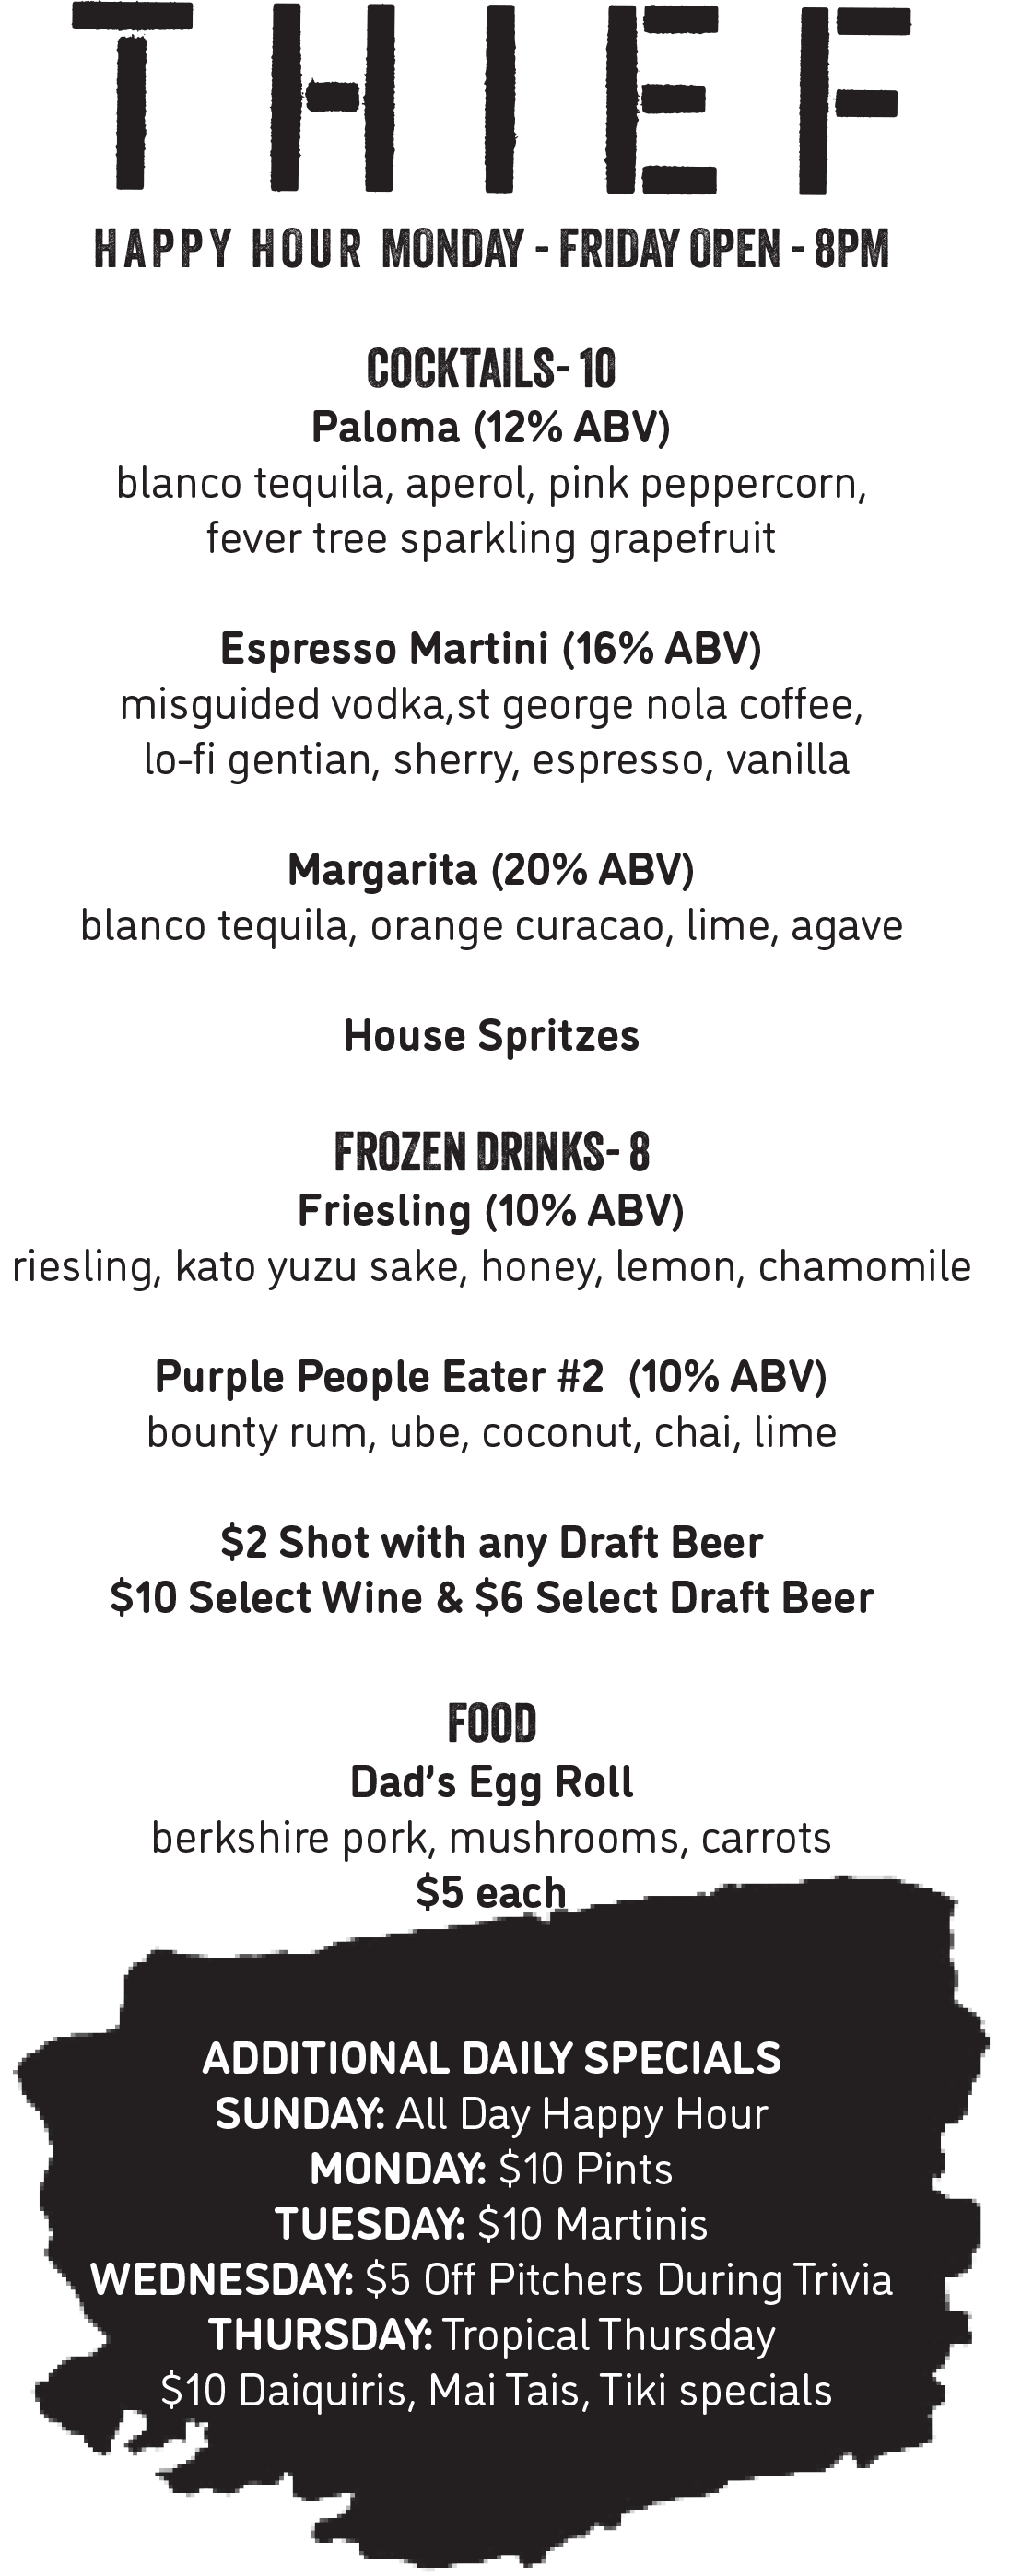 THIEF
HAPPY HOUR MONDAY - FRIDAY OPEN - 8PM
COCKTAILS- 10
Paloma (12% ABV)
blanco tequila, aperol, pink peppercorn,
fever tree sparkling grapefruit
Espresso Martini (16% ABV)
misguided vodka,st george nola coffee,
lo-fi gentian, sherry, espresso, vanilla
Margarita (20% ABV)
blanco tequila, orange curacao, lime, agave
House Spritzes
FROZEN DRINKS- 8
Friesling (10% ABV)
riesling, kato yuzu sake, honey, lemon, chamomile
Purple People Eater #2  (10% ABV)
bounty rum, ube, coconut, chai, lime
$2 Shot with any Draft Beer
$10 Select Wine & $6 Select Draft Beer
FOOD
Dad’s Egg Roll
berkshire pork, mushrooms, carrots
$5 each
ADDITIONAL DAILY SPECIALS
SUNDAY: All Day Happy Hour
MONDAY: $10 Pints
TUESDAY: $10 Martinis
WEDNESDAY: $5 Off Pitchers During Trivia
THURSDAY: Tropical Thursday
$10 Daiquiris, Mai Tais, Tiki specials